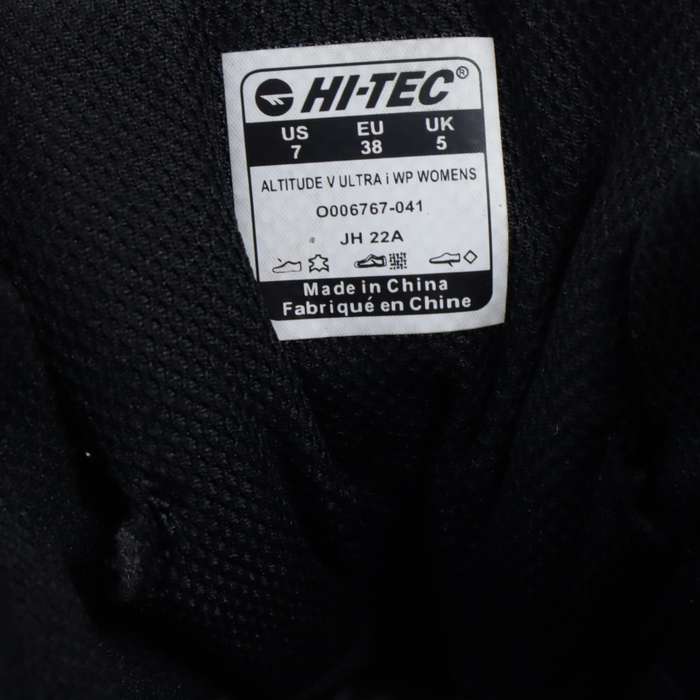 HI-TEC®
US EU UK
7 38 5
ALTITUDE V ULTRA i WP WOMENS
O006767-041
JH 22A
Made in China
Fabriqué en Chine